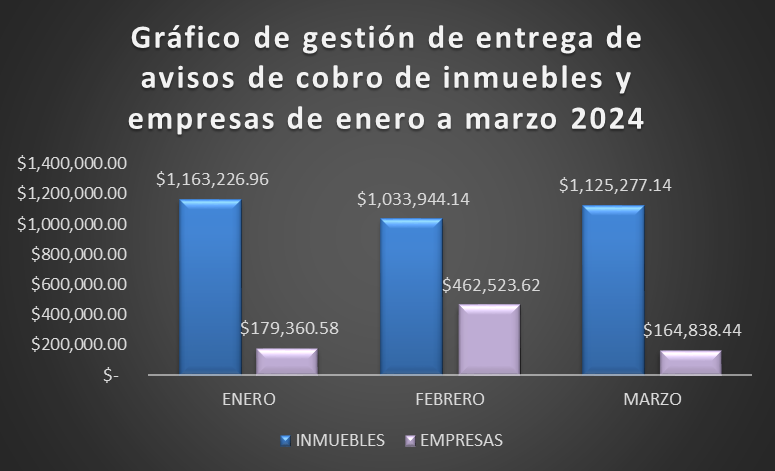 Gráfico de gestión de entrega de
avisos de cobro de inmuebles y
empresas de enero a marzo 2024
$1,400,000.00
$1,200,000.00
$1,000,000.00
$800,000.00
$600,000.00
$400,000.00
$200,000.00
$-
$1,163,226.96
$179,360.58
$1,033,944.14
$462,523.62
$1,125,277.14
$164,838.44
ENERO
FEBRERO
MARZO
INMUEBLES
EMPRESAS